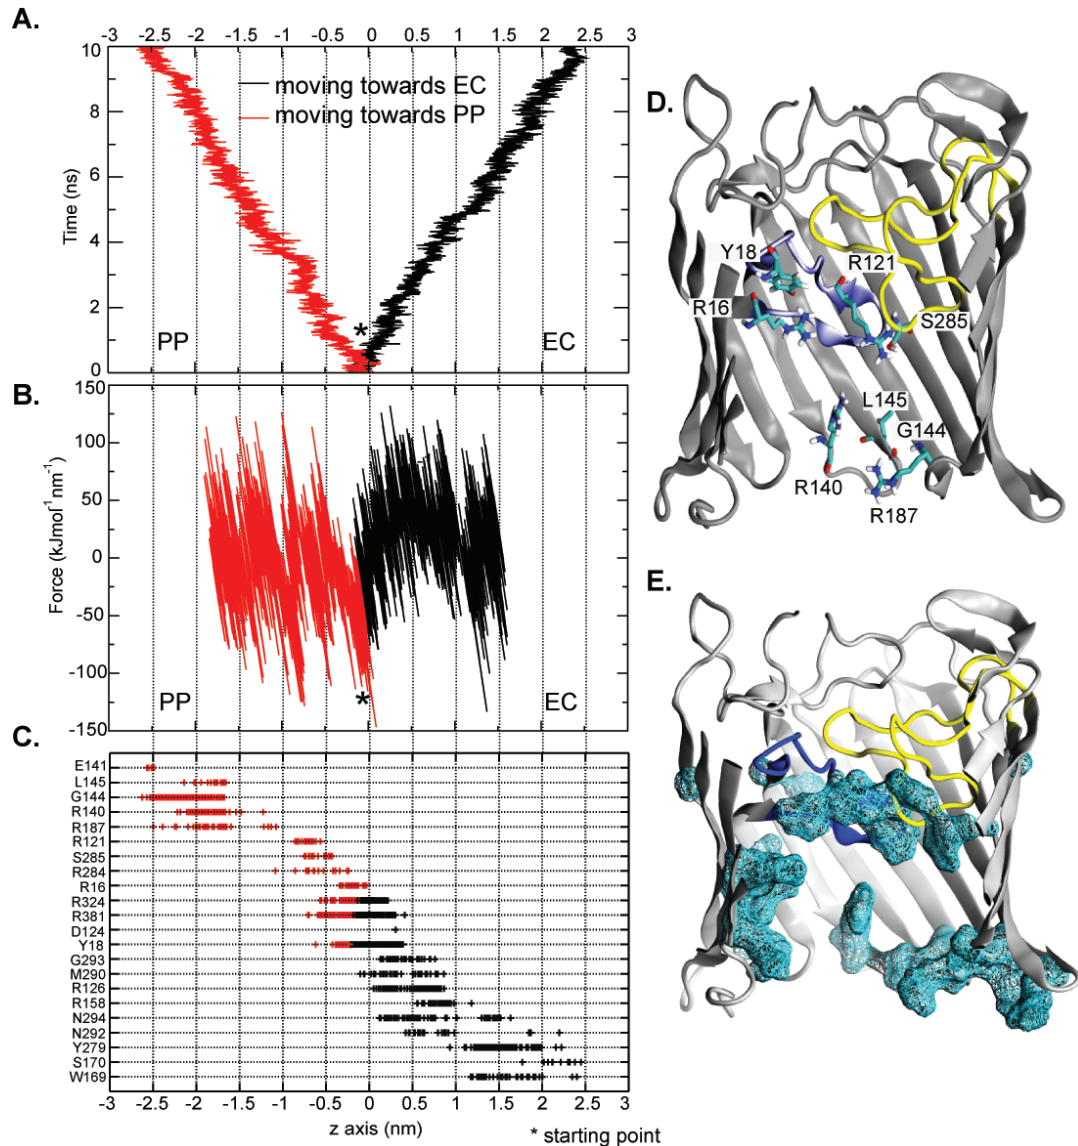 A.
-3 -2.5 -2 -1.5 -1 -0.5 0 0.5 1 1.5 2 2.5 3
10
8
6
4
2
0
Time (ns)
moving towards EC
moving towards PP
*
PP
EC
B.
150
100
50
0
-50
-100
-150
Force (kJmol⁻¹nm⁻¹)
PP
*
EC
C.
E141
L145
G144
R140
R187
R121
S285
R284
R16
R324
R381
D124
Y18
G293
M290
R126
R158
N294
N292
Y279
S170
W169
-3 -2.5 -2 -1.5 -1 -0.5 0 0.5 1 1.5 2 2.5 3
z axis (nm)
* starting point
D.
Y18
R121
R16
S285
L145
G144
R140
R187
E.